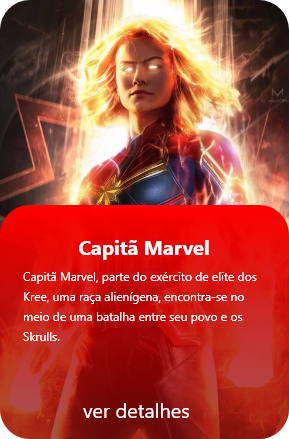 Capitã Marvel
Capitã Marvel, parte do exército de elite dos
Kree, uma raça alienígena, encontra-se no
meio de uma batalha entre seu povo e os
Skrulls.
ver detalhes